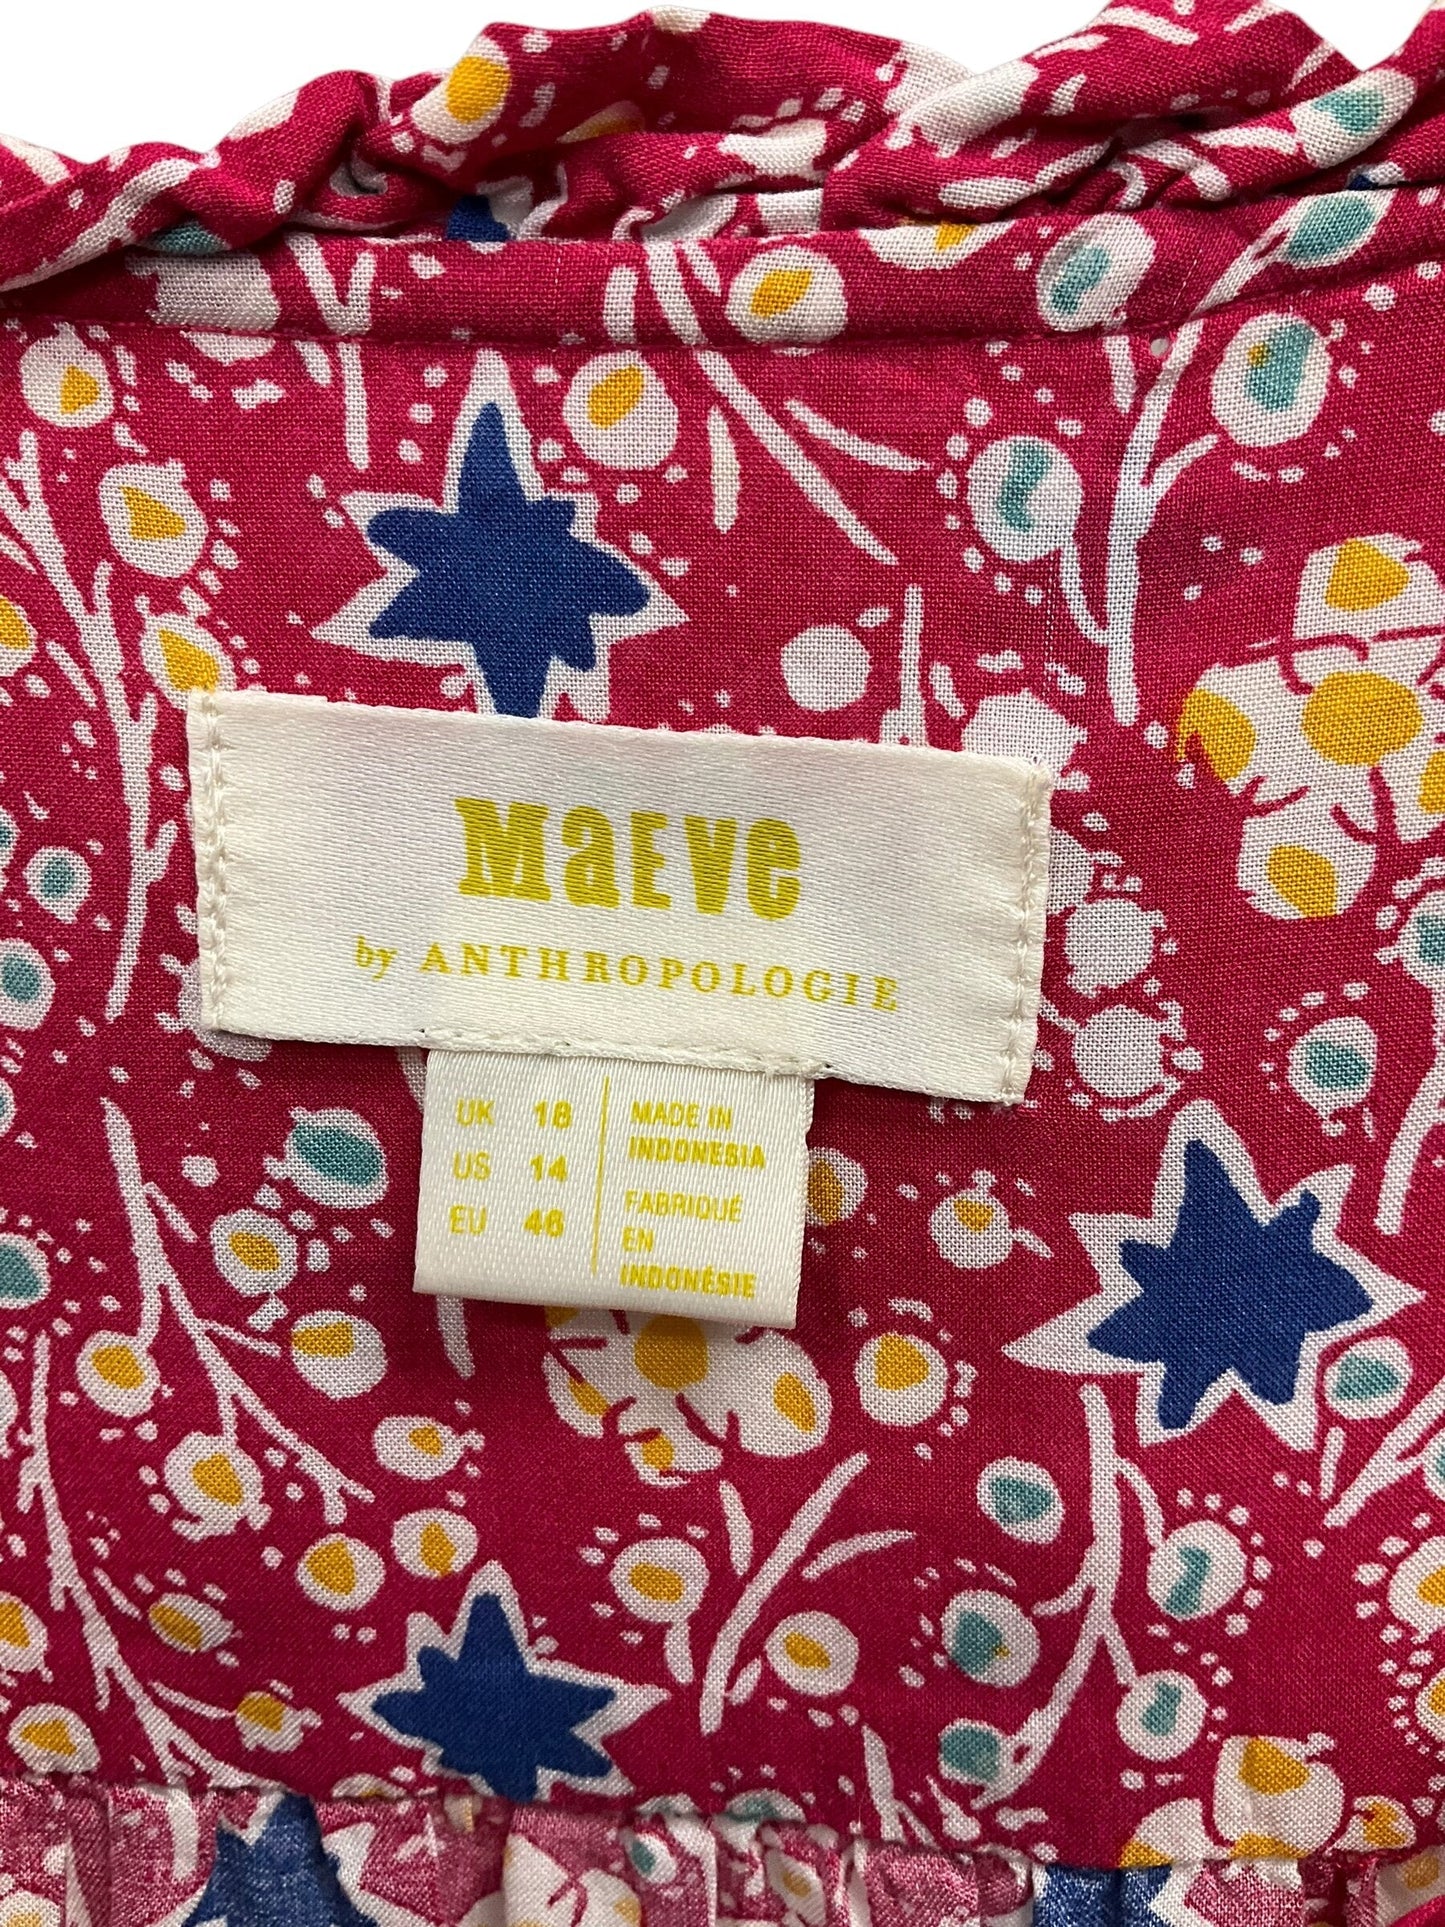 MaEve
by ANTHROPOLOGIE
UK 18
US 14
EU 46
MADE IN
INDONESIA
FABRIQUÉ
EN
INDONÉSIE